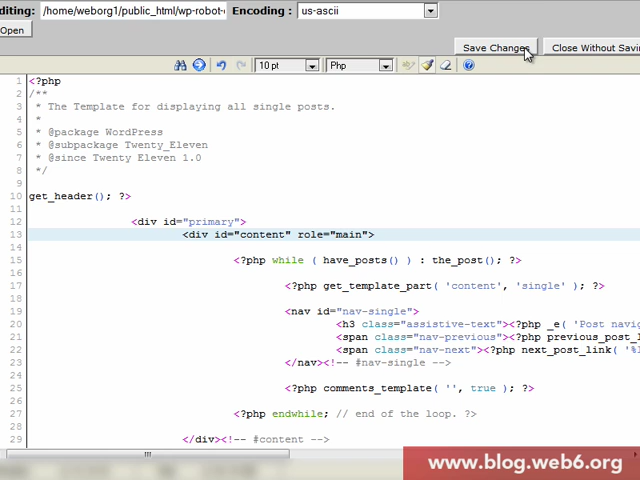 diting: /home/weborg1/public_html/wp-robot- Encoding : us-ascii
Open
Save Changes Close Without Savin
10 pt Php
1 <?php
2 /**
3 * The Template for displaying all single posts.
4 *
5 * @package WordPress
6 * @subpackage Twenty_Eleven
7 * @since Twenty Eleven 1.0
8 */
9
10 get_header(); ?>
11
12 <div id="primary">
13 <div id="content" role="main">
14
15 <?php while ( have_posts() ) : the_post(); ?>
16
17 <?php get_template_part( 'content', 'single' ); ?>
18
19 <nav id="nav-single">
20 <h3 class="assistive-text"><?php _e( 'Post navig
21 <span class="nav-previous"><?php previous_post_l
22 <span class="nav-next"><?php next_post_link( '%l
23 </nav><!-- #nav-single -->
24
25 <?php comments_template( '', true ); ?>
26
27 <?php endwhile; // end of the loop. ?>
28
29 </div><!-- #content -->
www.blog.web6.org